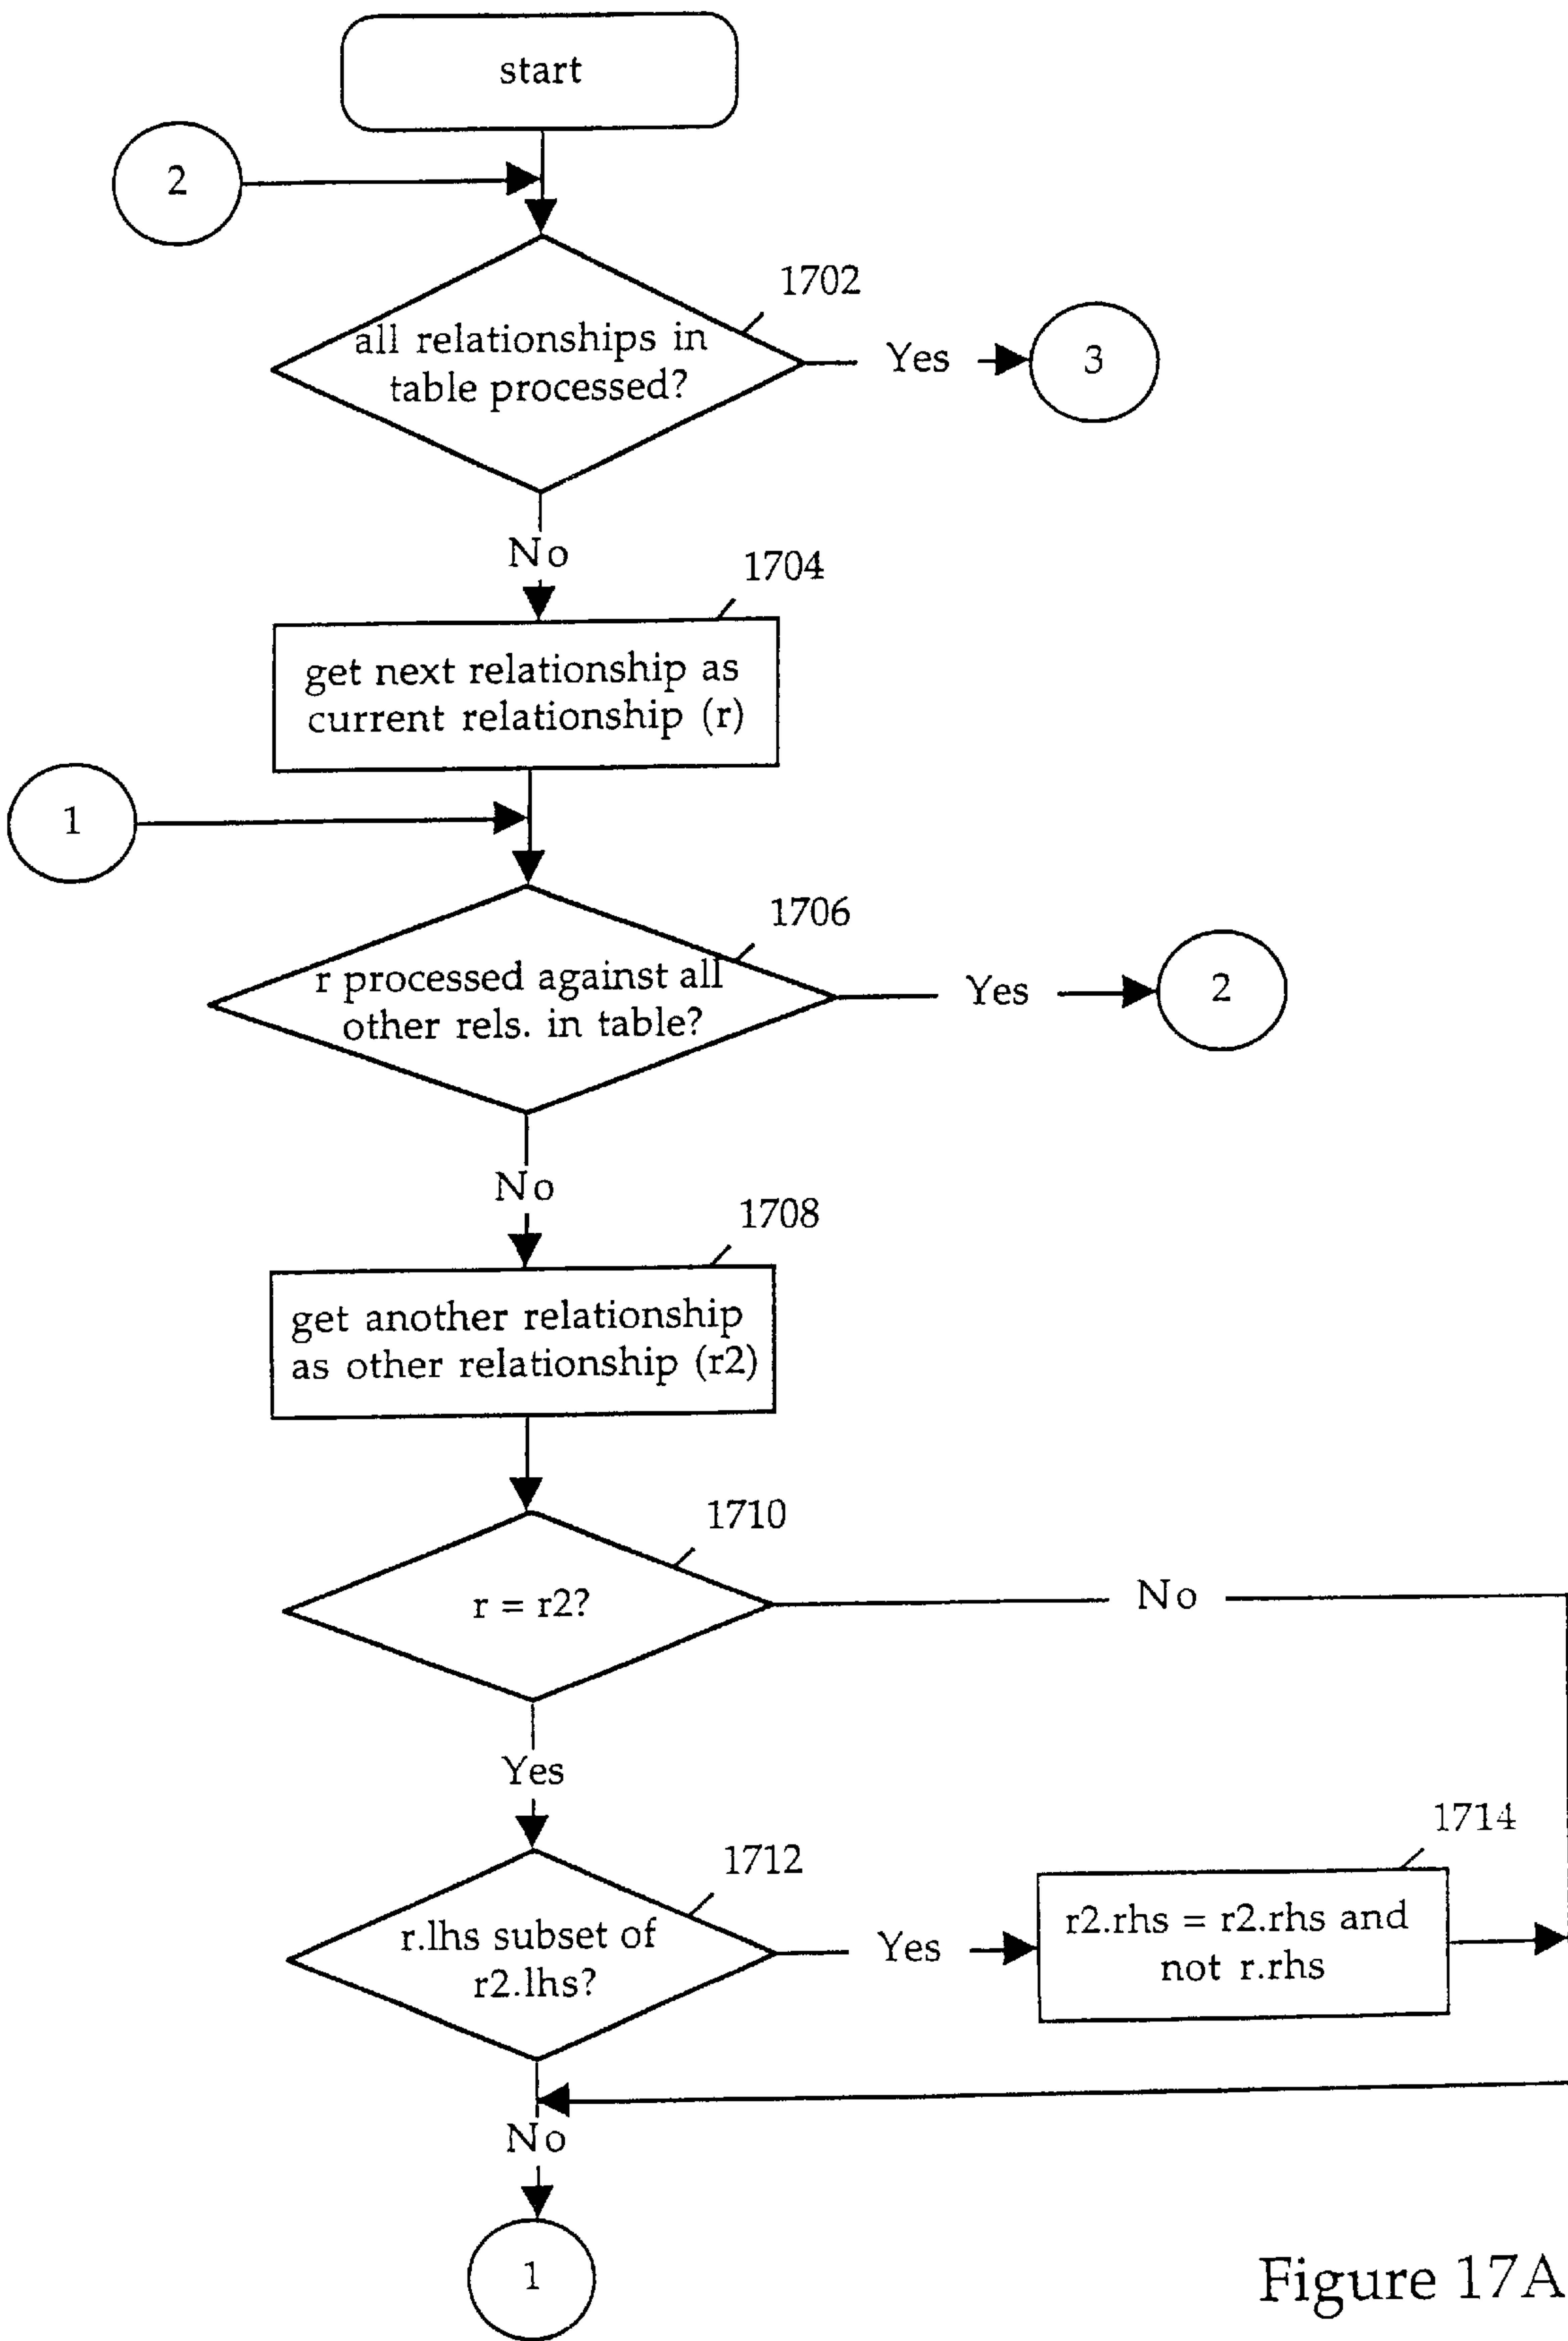 start
2
1702
all relationships in
table processed?
Yes
3
No
1704
get next relationship as
current relationship (r)
1
1706
r processed against all
other rels. in table?
Yes
2
No
1708
get another relationship
as other relationship (r2)
1710
r = r2?
No
Yes
1712
r.lhs subset of
r2.lhs?
Yes
1714
r2.rhs = r2.rhs and
not r.rhs
No
1
Figure 17A